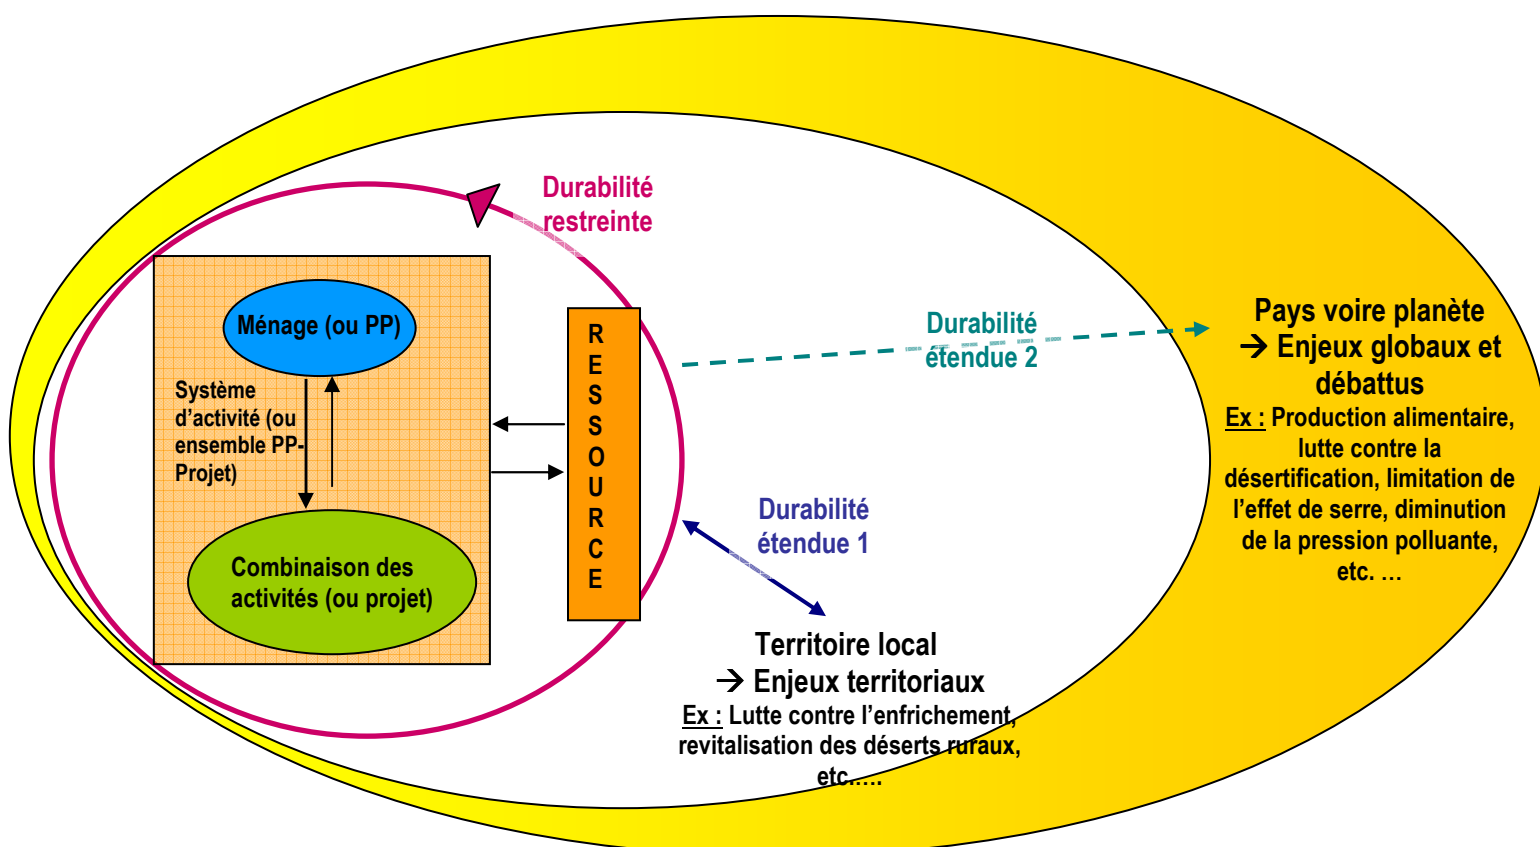 Durabilité
restreinte
Ménage (ou PP)
Système
d’activité (ou
ensemble PP-
Projet)
Combinaison des
activités (ou projet)
R
E
S
S
O
U
R
C
E
Durabilité
étendue 2
Durabilité
étendue 1
Territoire local
→ Enjeux territoriaux
Ex : Lutte contre l’enfrichement,
revitalisation des déserts ruraux,
etc.….
Pays voire planète
→ Enjeux globaux et
débattus
Ex : Production alimentaire,
lutte contre la
désertification, limitation de
l’effet de serre, diminution
de la pression polluante,
etc. …